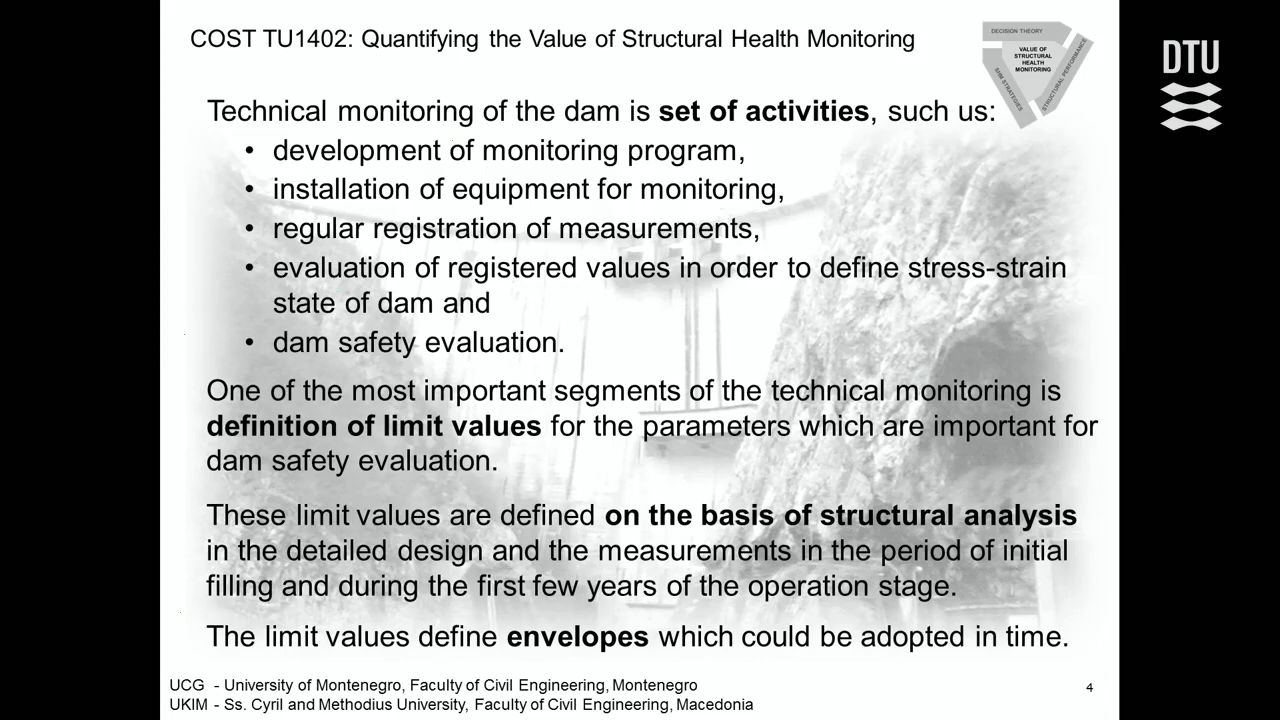 COST TU1402: Quantifying the Value of Structural Health Monitoring
DECISION THEORY
VALUE OF
STRUCTURAL
HEALTH
MONITORING
SHM STRATEGIES
STRUCTURAL PERFORMANCE
DTU
Technical monitoring of the dam is set of activities, such us:
• development of monitoring program,
• installation of equipment for monitoring,
• regular registration of measurements,
• evaluation of registered values in order to define stress-strain
state of dam and
• dam safety evaluation.
One of the most important segments of the technical monitoring is
definition of limit values for the parameters which are important for
dam safety evaluation.
These limit values are defined on the basis of structural analysis
in the detailed design and the measurements in the period of initial
filling and during the first few years of the operation stage.
The limit values define envelopes which could be adopted in time.
UCG - University of Montenegro, Faculty of Civil Engineering, Montenegro
UKIM - Ss. Cyril and Methodius University, Faculty of Civil Engineering, Macedonia
4